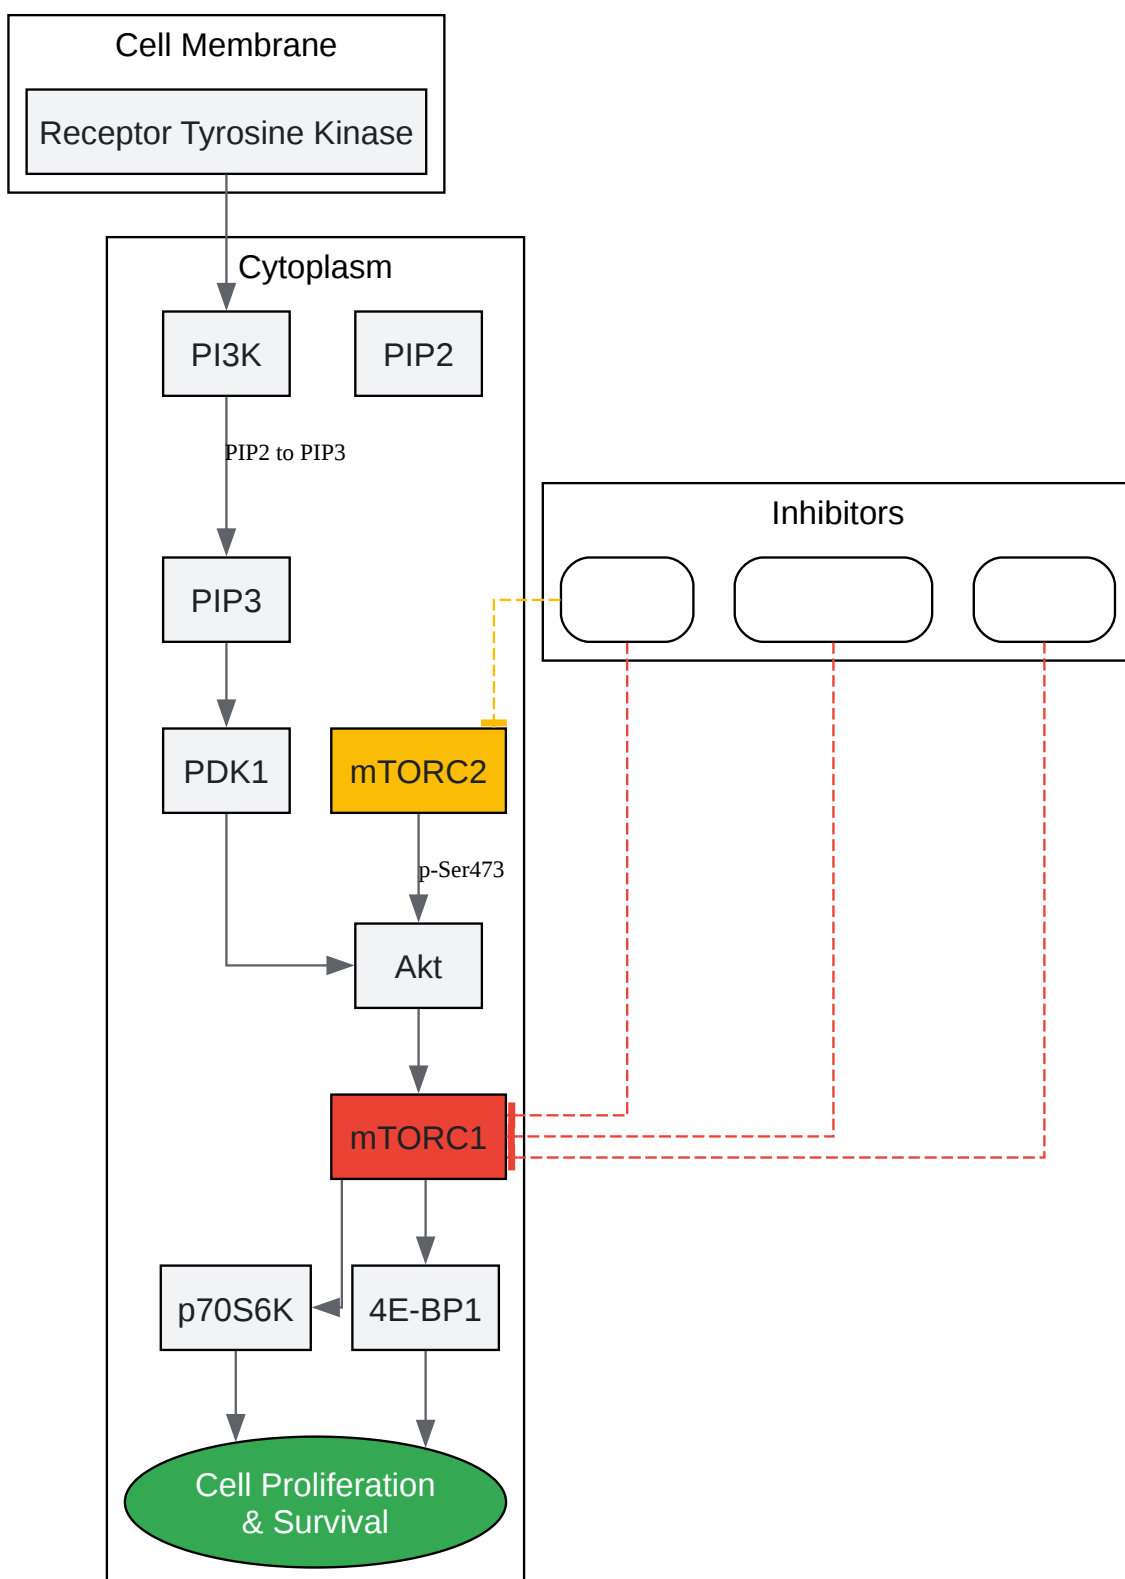 Cell Membrane
Receptor Tyrosine Kinase
Cytoplasm
PI3K
PIP2
PIP2 to PIP3
Inhibitors
PIP3
PDK1
mTORC2
p-Ser473
Akt
mTORC1
p70S6K
4E-BP1
Cell Proliferation
& Survival